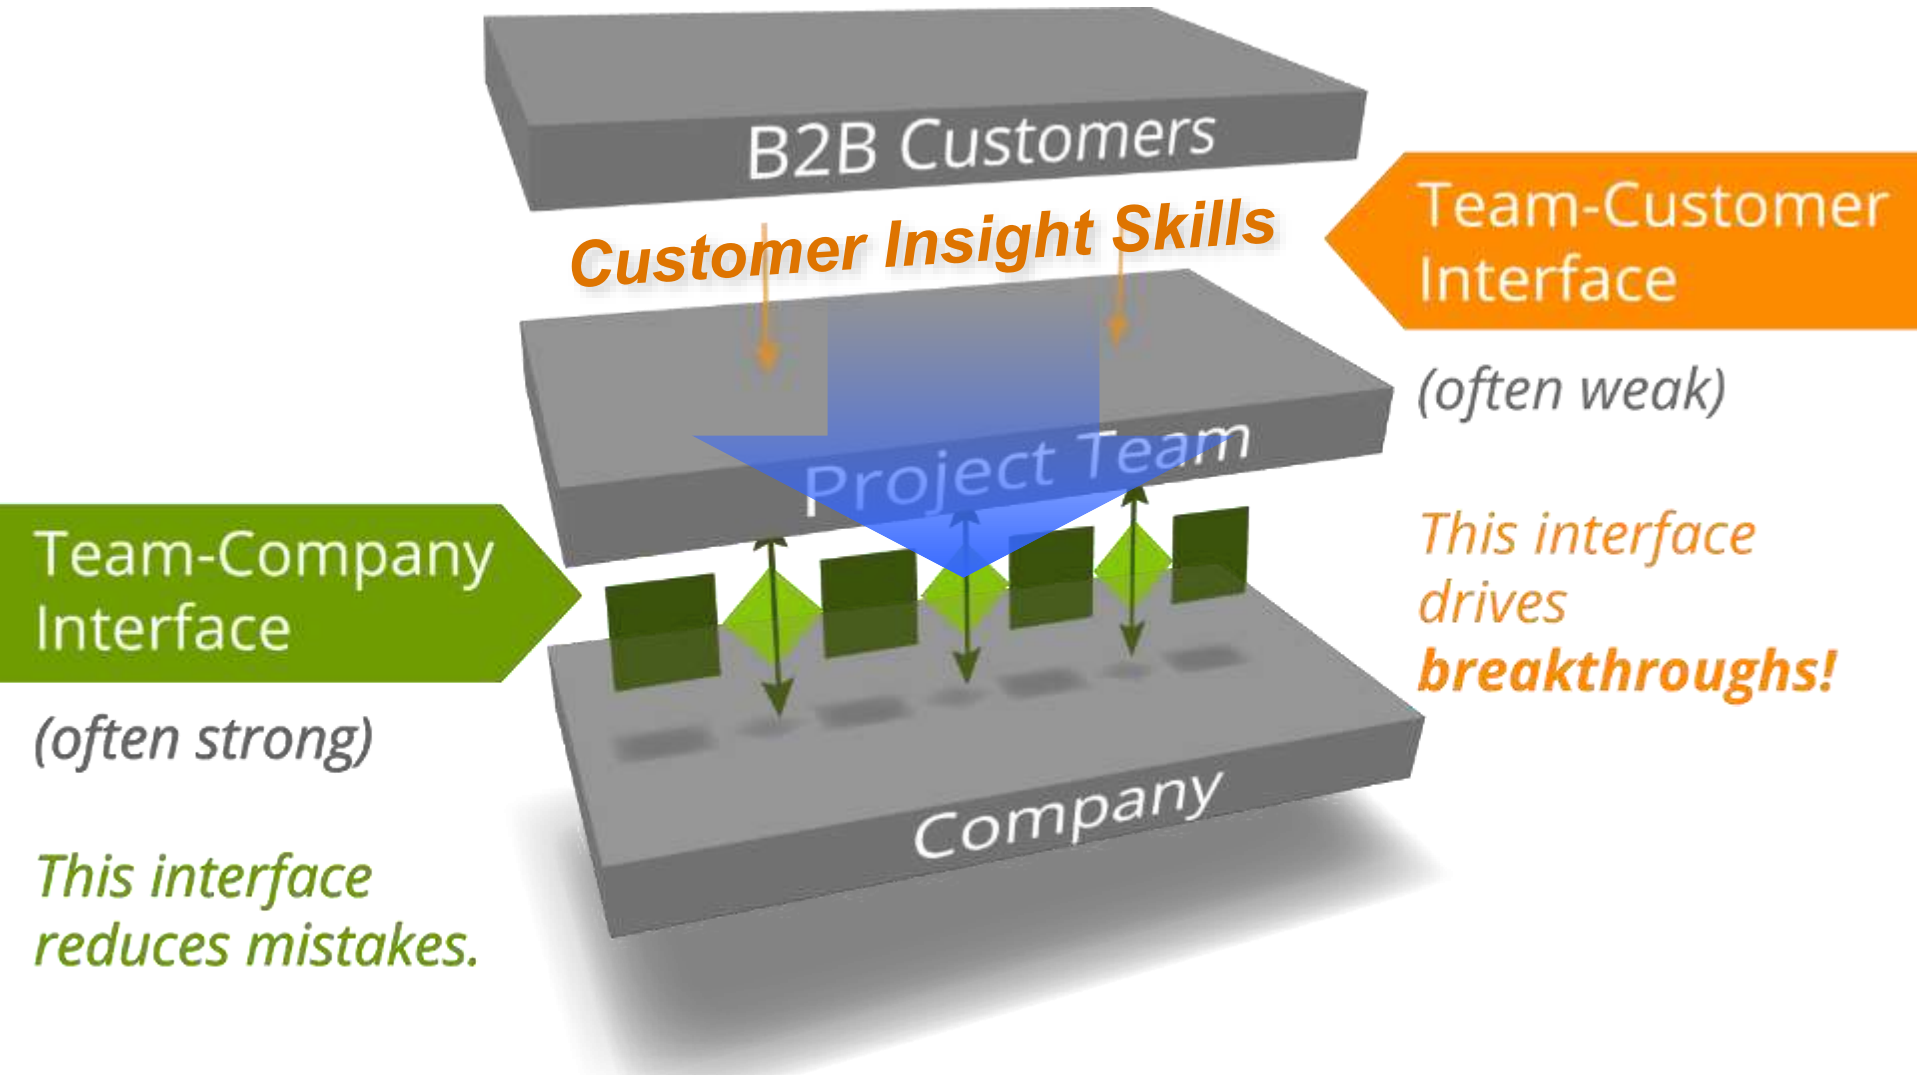 B2B Customers
Customer Insight Skills
Team-Customer
Interface
(often weak)
Project Team
This interface
drives
breakthroughs!
Team-Company
Interface
(often strong)
Company
This interface
reduces mistakes.